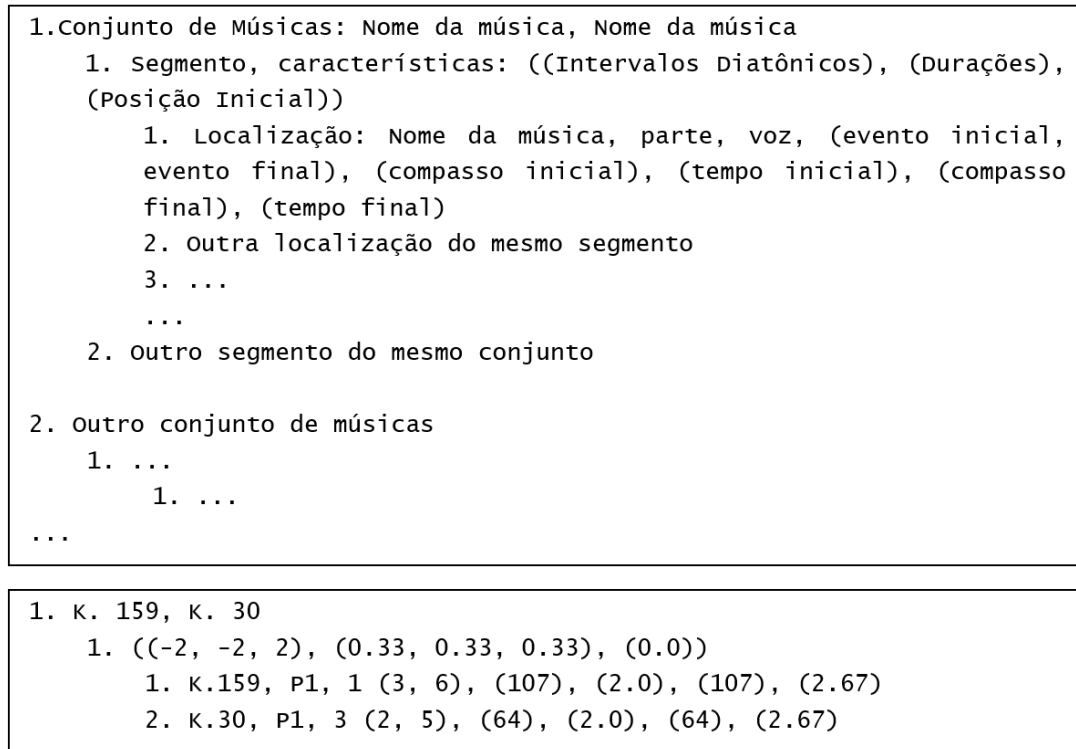 1.Conjunto de Músicas: Nome da música, Nome da música
1. Segmento, características: ((Intervalos Diatônicos), (Durações),
(Posição Inicial))
1. Localização: Nome da música, parte, voz, (evento inicial,
evento final), (compasso inicial), (tempo inicial), (compasso
final), (tempo final)
2. Outra localização do mesmo segmento
3. ...
...
2. Outro segmento do mesmo conjunto
2. Outro conjunto de músicas
1. ...
1. ...
...
1. K. 159, K. 30
1. ((-2, -2, 2), (0.33, 0.33, 0.33), (0.0))
1. K.159, P1, 1 (3, 6), (107), (2.0), (107), (2.67)
2. K.30, P1, 3 (2, 5), (64), (2.0), (64), (2.67)